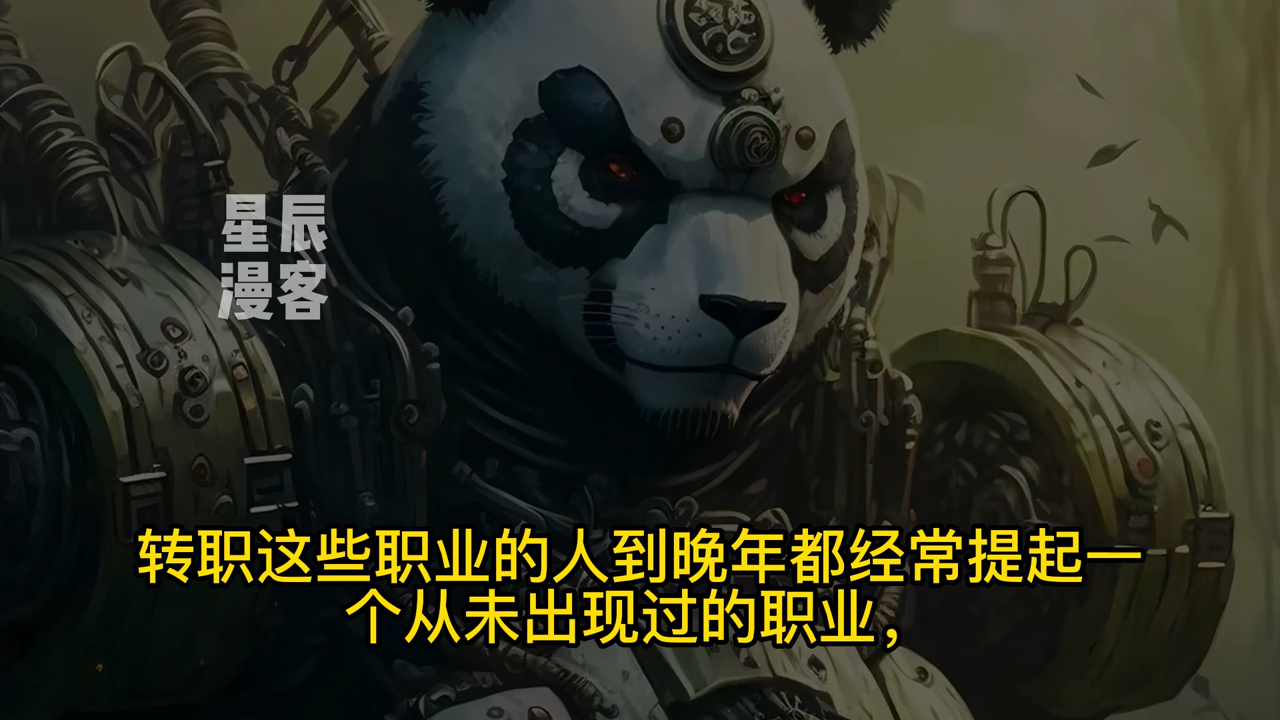 星辰
漫客
转职这些职业的人到晚年都经常提起一
个从未出现过的职业，